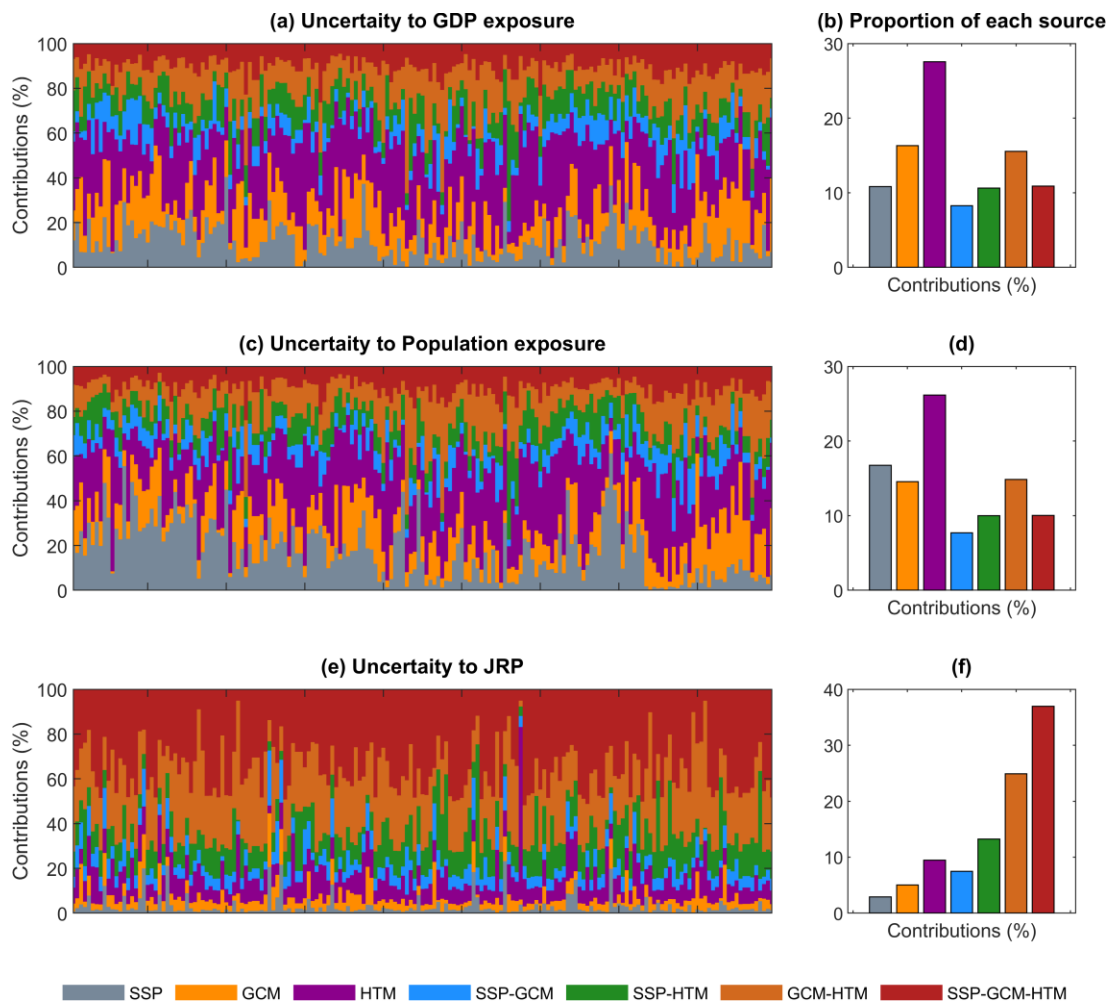 (a) Uncertaity to GDP exposure
(b) Proportion of each source
Contributions (%)
100
80
60
40
20
0
30
20
10
0
Contributions (%)
(c) Uncertaity to Population exposure
(d)
Contributions (%)
100
80
60
40
20
0
30
20
10
0
Contributions (%)
(e) Uncertaity to JRP
(f)
Contributions (%)
100
80
60
40
20
0
40
30
20
10
0
Contributions (%)
SSP GCM HTM SSP-GCM SSP-HTM GCM-HTM SSP-GCM-HTM